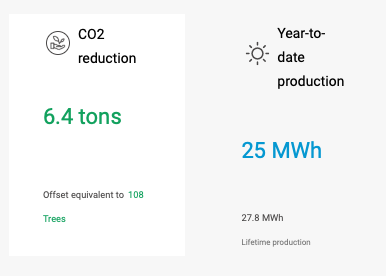 CO2
reduction
6.4 tons
Offset equivalent to 108
Trees
Year-to-
date
production
25 MWh
27.8 MWh
Lifetime production